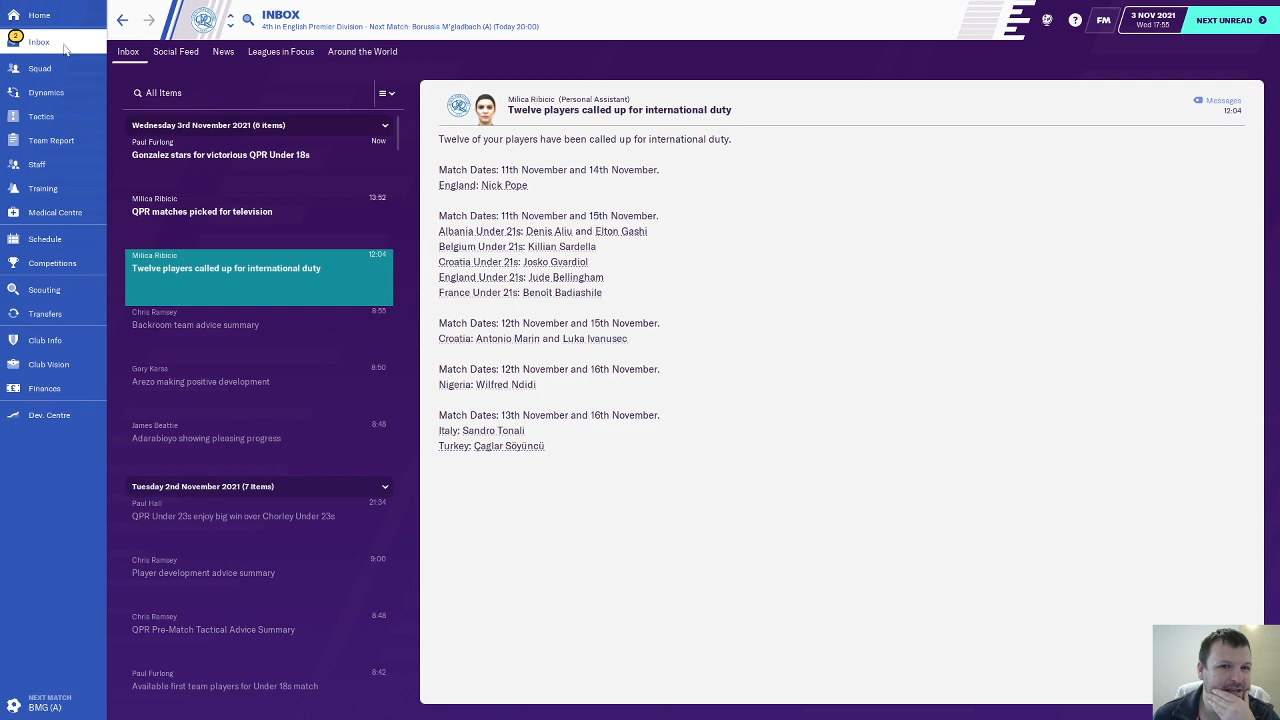 Home
2
Inbox
Squad
Dynamics
Tactics
Team Report
Staff
Training
Medical Centre
Schedule
Competitions
Scouting
Transfers
Club Info
Club Vision
Finances
Dev. Centre
NEXT MATCH
BMG (A)
INBOX
4th in English Premier Division - Next Match: Borussia M'gladbach (A) (Today 20:00)
?
FM
3 NOV 2021
Wed 17:55
NEXT UNREAD
Inbox Social Feed News Leagues in Focus Around the World
All Items
Wednesday 3rd November 2021 (6 items)
Paul Furlong Now
Gonzalez stars for victorious QPR Under 18s
Milica Ribicic 13:52
QPR matches picked for television
Milica Ribicic 12:04
Twelve players called up for international duty
Chris Ramsey 8:55
Backroom team advice summary
Gary Karsa 8:50
Arezo making positive development
James Beattie 8:48
Adarabioyo showing pleasing progress
Tuesday 2nd November 2021 (7 items)
Paul Hall 21:34
QPR Under 23s enjoy big win over Chorley Under 23s
Chris Ramsey 9:00
Player development advice summary
Chris Ramsey 8:48
QPR Pre-Match Tactical Advice Summary
Paul Furlong 8:42
Available first team players for Under 18s match
Milica Ribicic (Personal Assistant)
Twelve players called up for international duty
Messages
12:04
Twelve of your players have been called up for international duty.
Match Dates: 11th November and 14th November.
England: Nick Pope
Match Dates: 11th November and 15th November.
Albania Under 21s: Denis Aliu and Elton Gashi
Belgium Under 21s: Killian Sardella
Croatia Under 21s: Josko Gvardiol
England Under 21s: Jude Bellingham
France Under 21s: Benoît Badiashile
Match Dates: 12th November and 15th November.
Croatia: Antonio Marin and Luka Ivanusec
Match Dates: 12th November and 16th November.
Nigeria: Wilfred Ndidi
Match Dates: 13th November and 16th November.
Italy: Sandro Tonali
Turkey: Çaglar Söyüncü